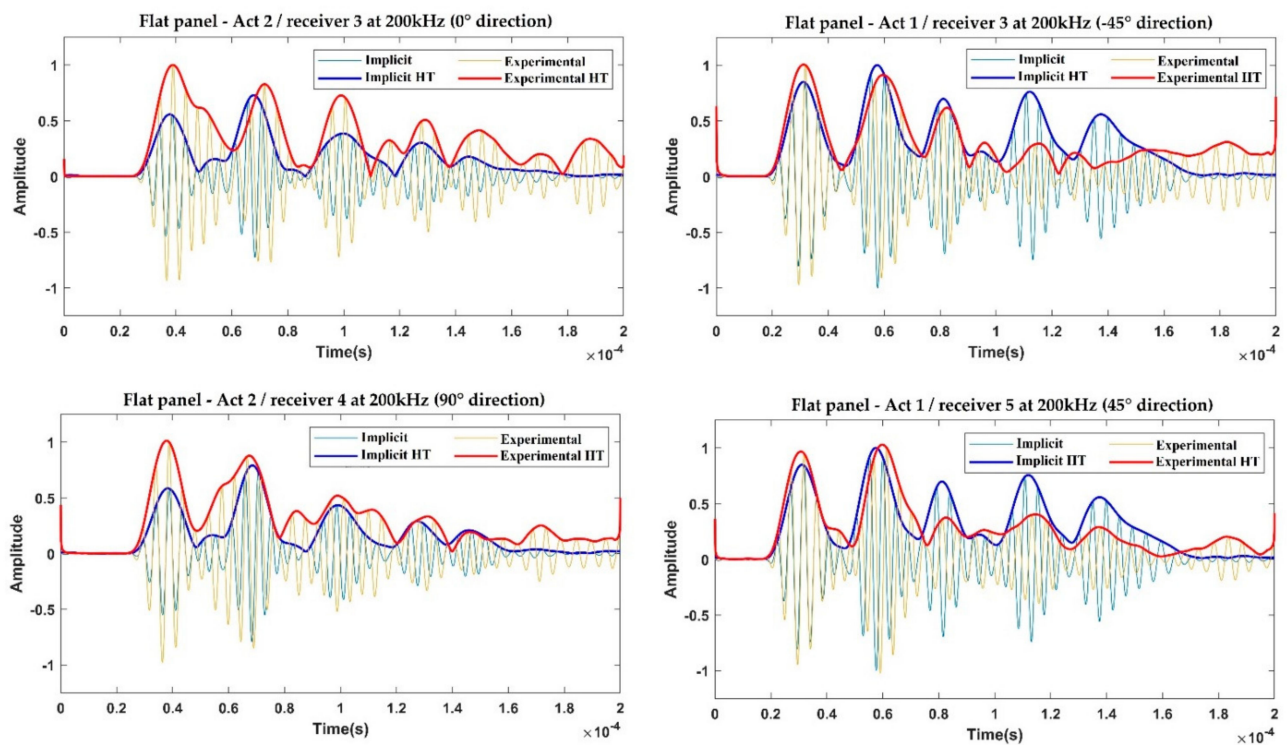 Flat panel - Act 2 / receiver 3 at 200kHz (0° direction)
Implicit
Experimental
Implicit HT
Experimental HT
1
0.5
0
-0.5
-1
Amplitude
0 0.2 0.4 0.6 0.8 1 1.2 1.4 1.6 1.8 2
Time(s)
×10⁻⁴
Flat panel - Act 1 / receiver 3 at 200kHz (-45° direction)
Implicit
Experimental
Implicit HT
Experimental IIT
1
0.5
0
-0.5
1
Amplitude
0 0.2 0.4 0.6 0.8 1 1.2 1.4 1.6 1.8 2
Time(s)
×10⁻⁴
Flat panel - Act 2 / receiver 4 at 200kHz (90° direction)
Implicit
Experimental
Implicit HT
Experimental IIT
1
0.5
0
-0.5
-1
Amplitude
0 0.2 0.4 0.6 0.8 1 1.2 1.4 1.6 1.8 2
Time(s)
×10⁻⁴
Flat panel - Act 1 / receiver 5 at 200kHz (45° direction)
Implicit
Experimental
Implicit IIT
Experimental HT
1
0.5
0
-0.5
-1
Amplitude
0 0.2 0.4 0.6 0.8 1 1.2 1.4 1.6 1.8 2
Time(s)
×10⁻⁴